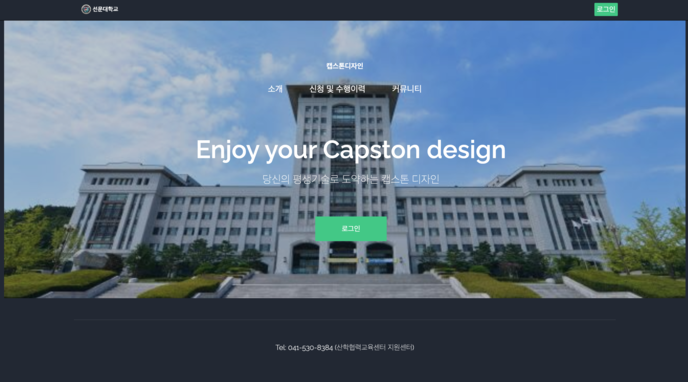 선문대학교
로그인
캡스톤디자인
소개 신청 및 수행이력 커뮤니티
Enjoy your Capston design
당신의 평생기술로 도약하는 캡스톤 디자인
로그인
Tel: 041-530-8384 (산학협력교육센터 지원센터)